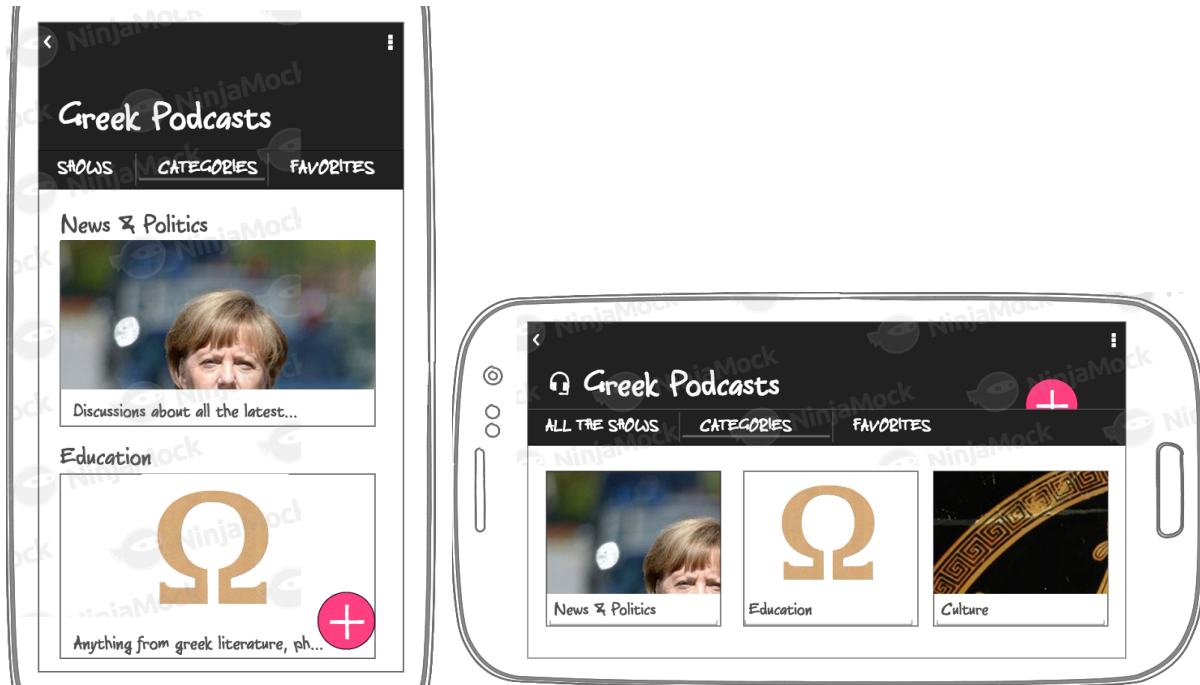 Greek Podcasts
SHOWS CATEGORIES FAVORITES
News & Politics
Discussions about all the latest...
Education
Ω
Anything from greek literature, ph...
Greek Podcasts
ALL THE SHOWS CATEGORIES FAVORITES
Ω
News & Politics Education Culture
NinjaMock